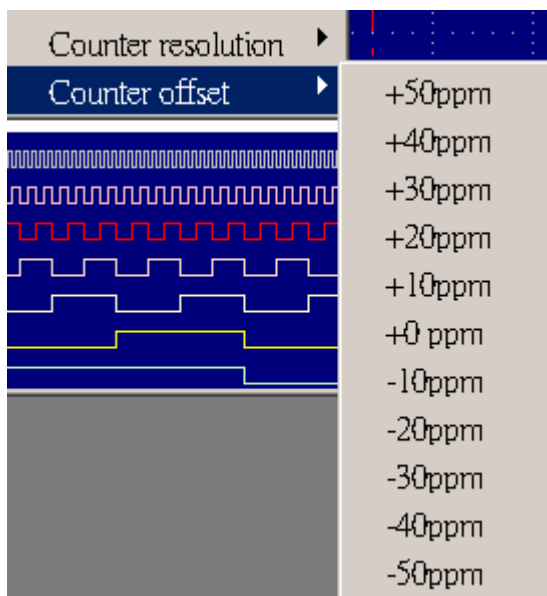 Counter resolution
Counter offset
+50ppm
+40ppm
+30ppm
+20ppm
+10ppm
+0 ppm
-10ppm
-20ppm
-30ppm
-40ppm
-50ppm